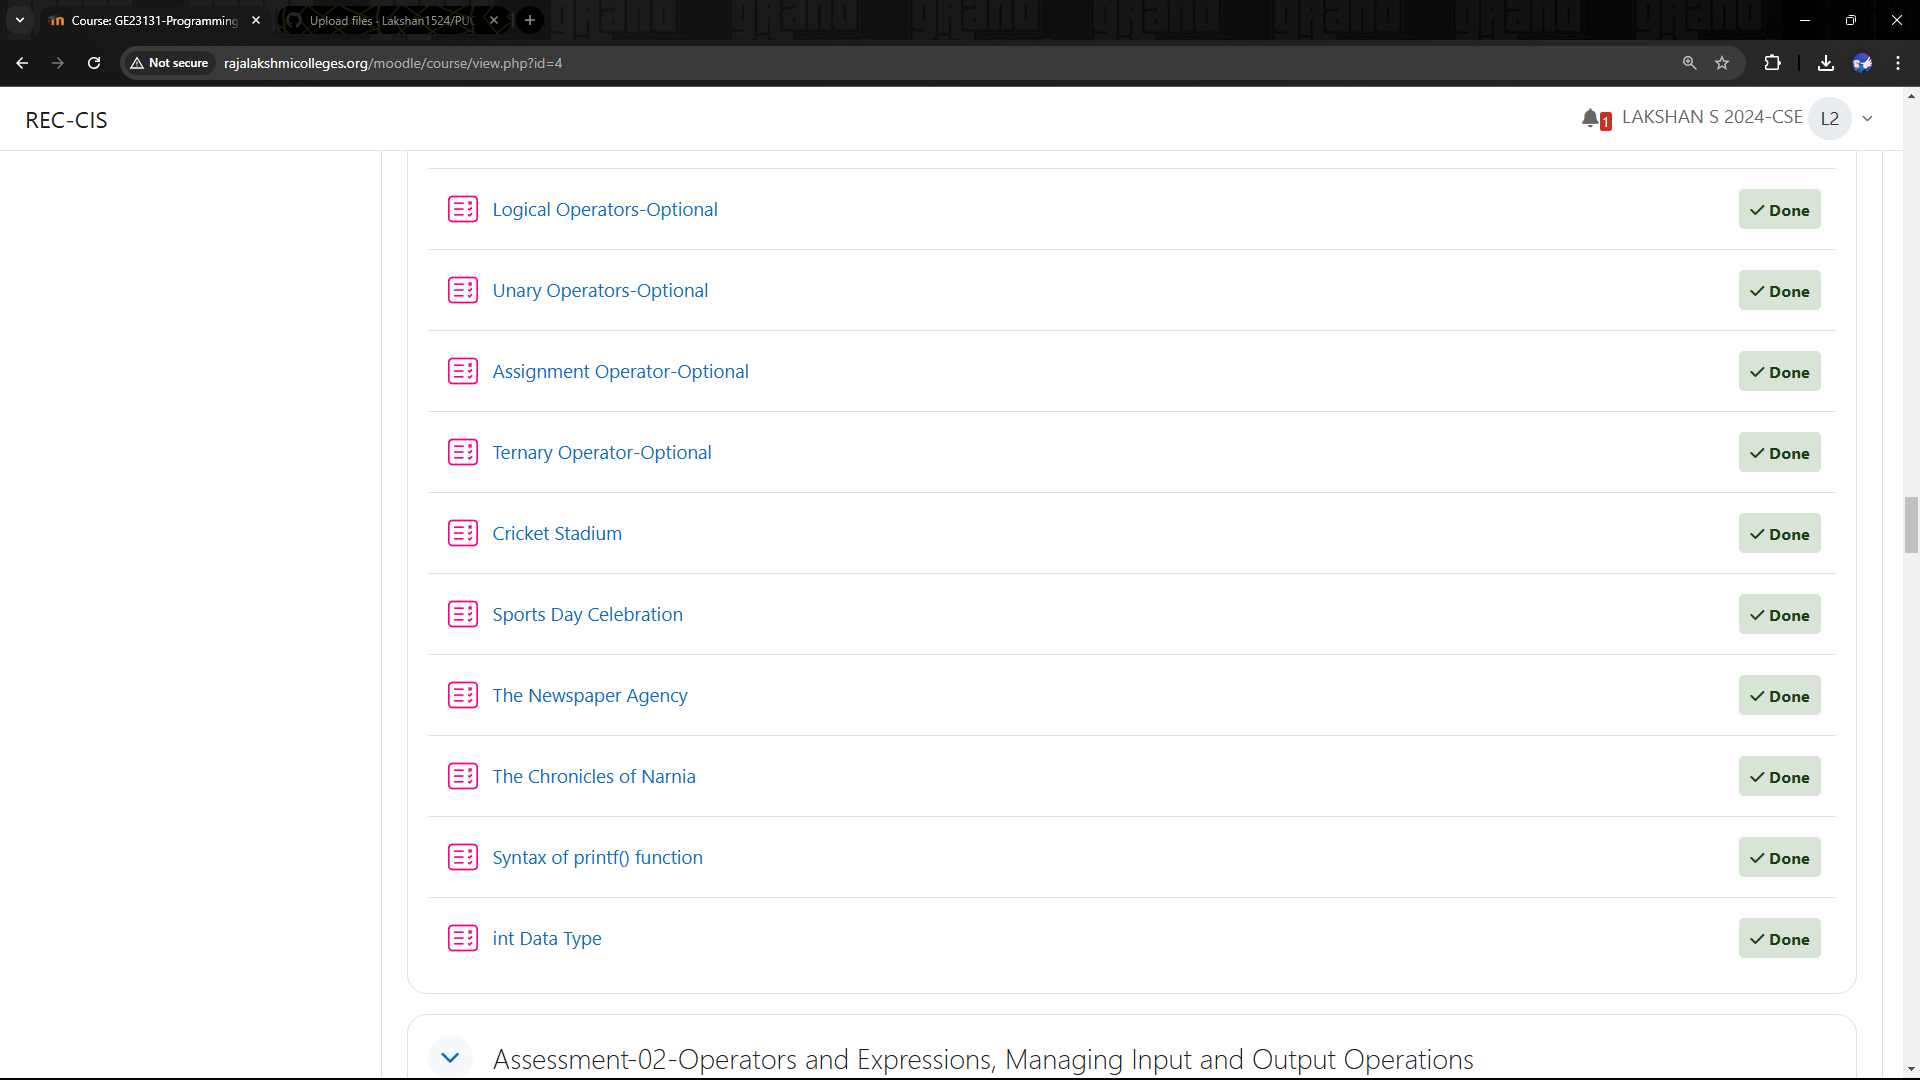 Course: GE23131-Programming
Upload files · Lakshan1524/PUC
Not secure
rajalakshmicolleges.org/moodle/course/view.php?id=4
REC-CIS
1
LAKSHAN S 2024-CSE
L2
Logical Operators-Optional
Done
Unary Operators-Optional
Done
Assignment Operator-Optional
Done
Ternary Operator-Optional
Done
Cricket Stadium
Done
Sports Day Celebration
Done
The Newspaper Agency
Done
The Chronicles of Narnia
Done
Syntax of printf() function
Done
int Data Type
Done
Assessment-02-Operators and Expressions, Managing Input and Output Operations